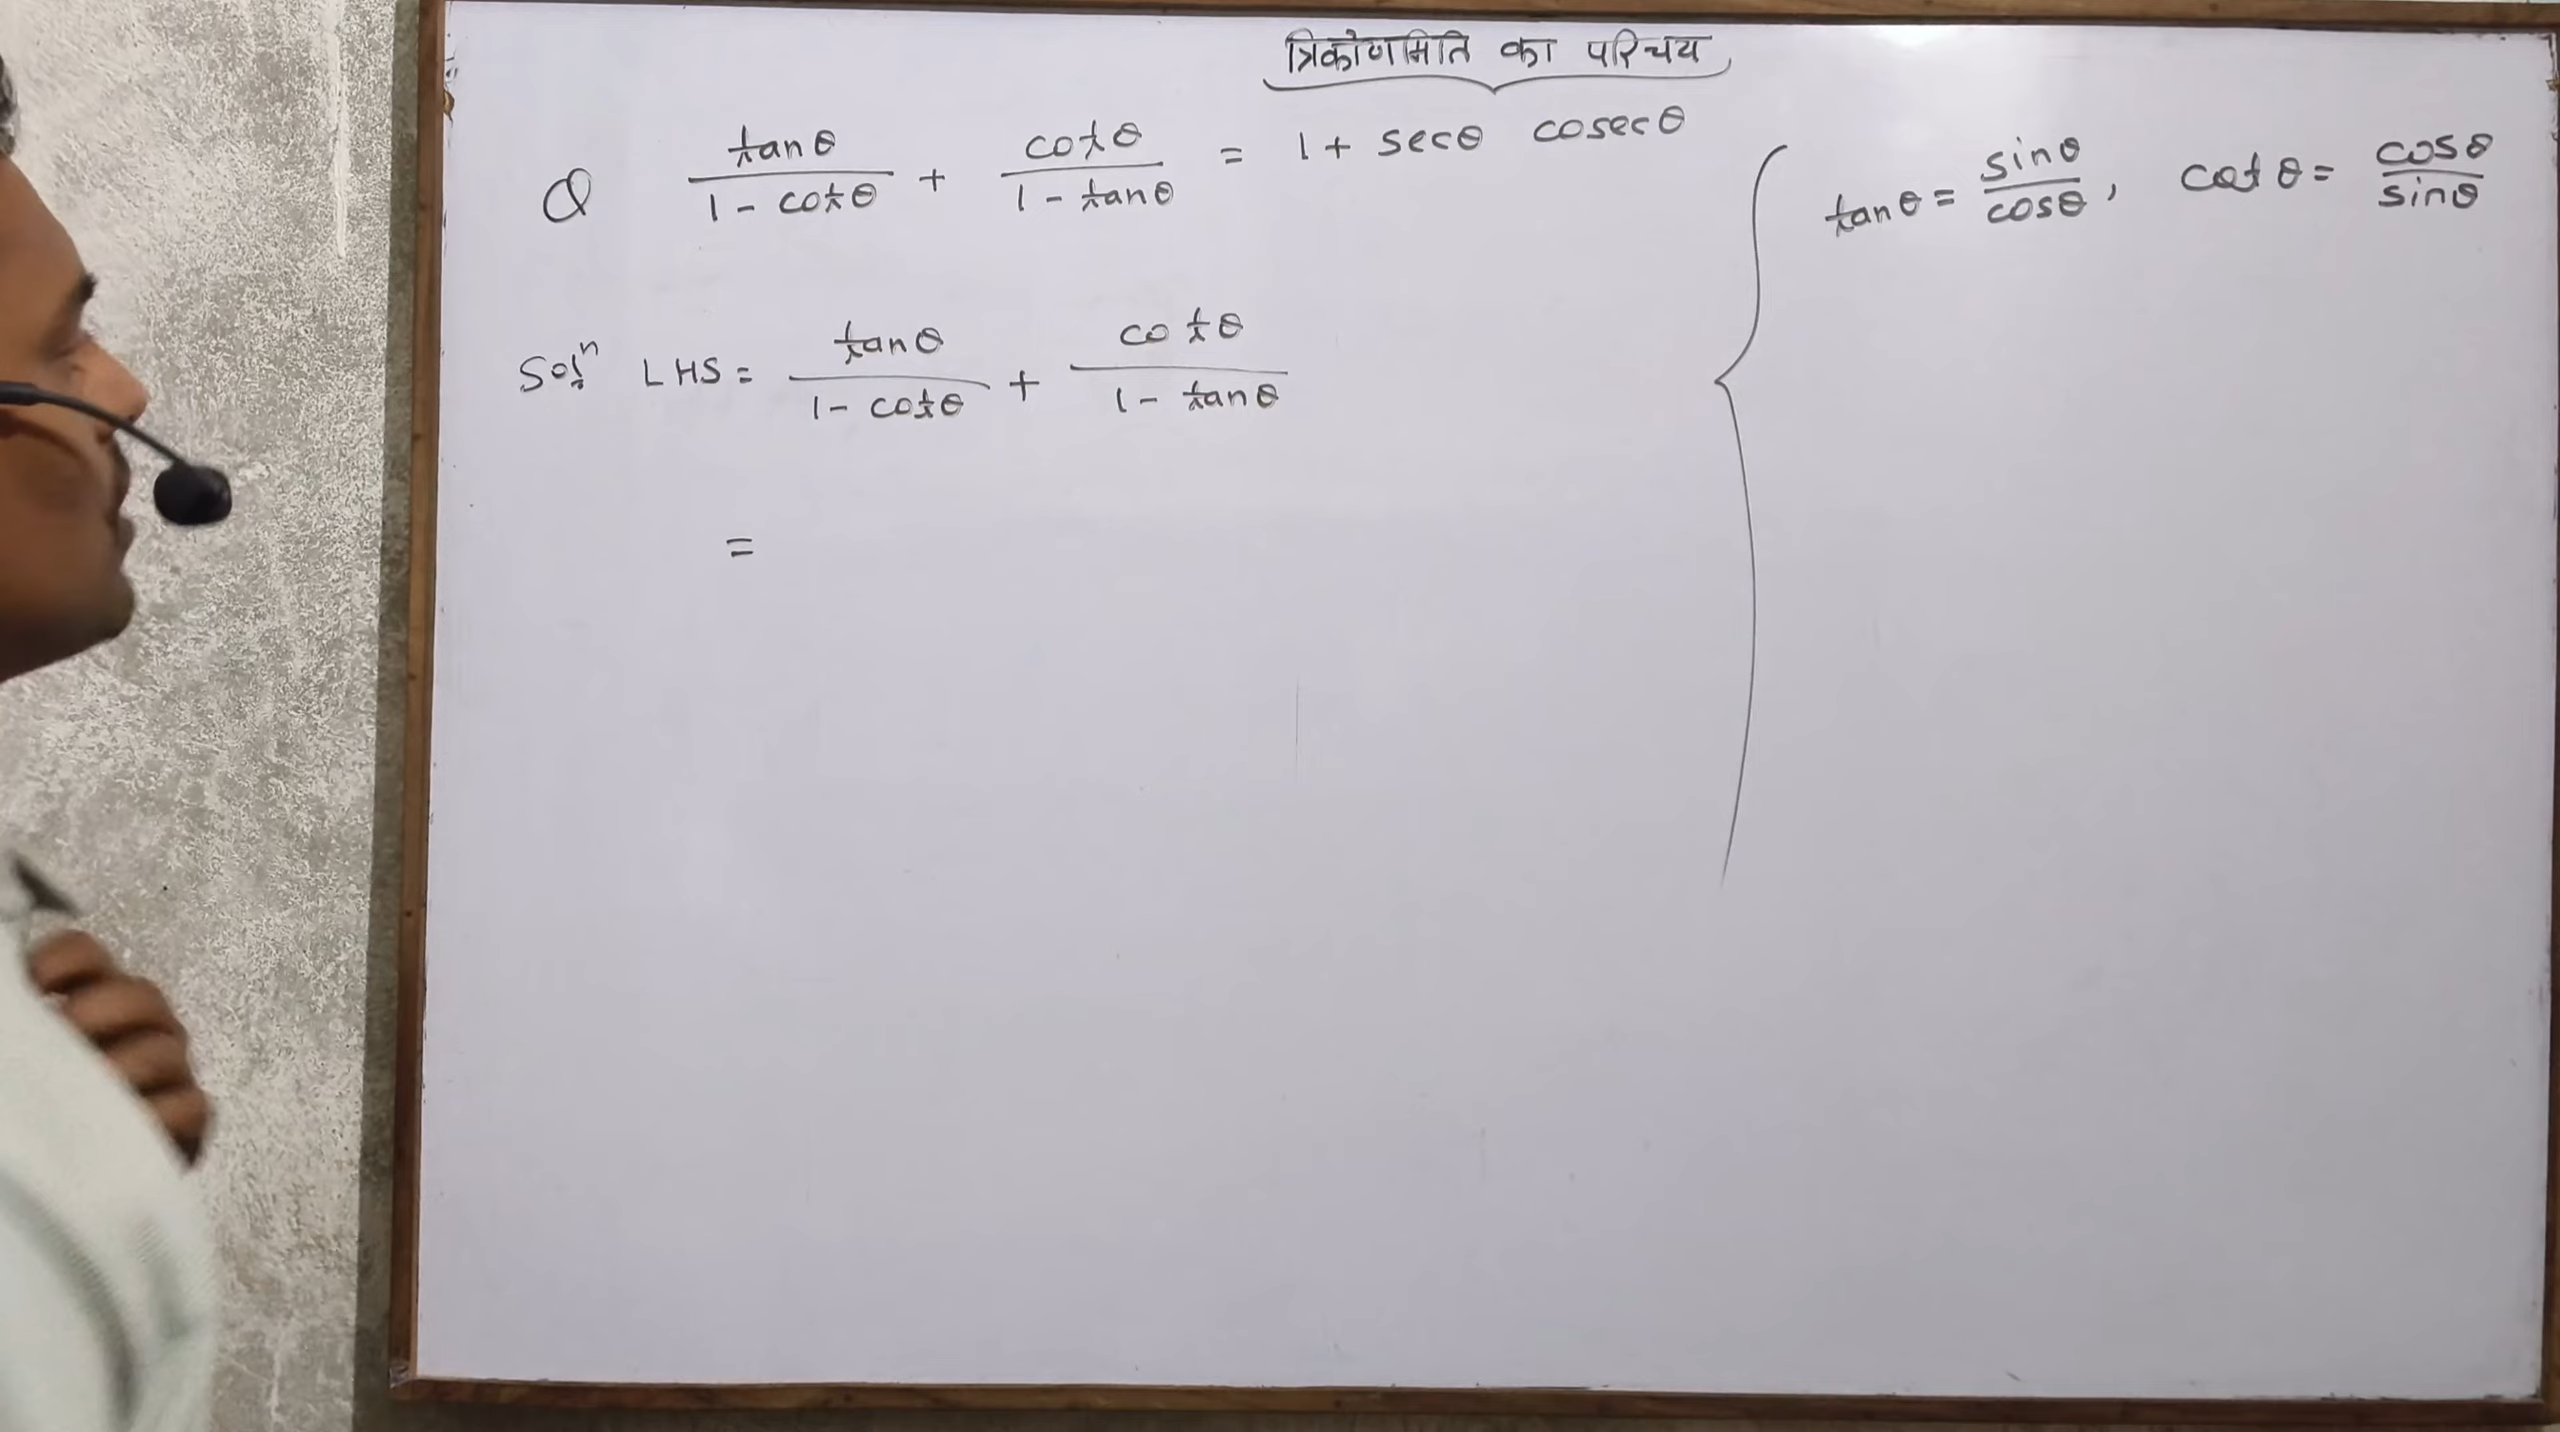 त्रिकोणमिति का परिचय
Q tanθ / (1 - cotθ) + cotθ / (1 - tanθ) = 1 + secθ cosecθ
tanθ = sinθ / cosθ, cotθ = cosθ / sinθ
Solⁿ LHS = tanθ / (1 - cotθ) + cotθ / (1 - tanθ)
=